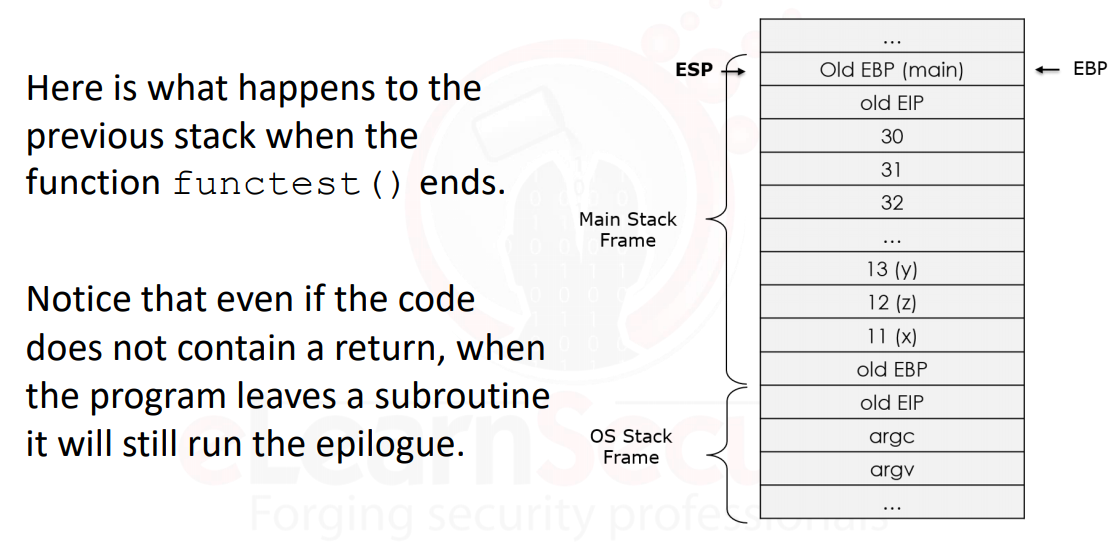 Here is what happens to the
previous stack when the
function functest() ends.
Notice that even if the code
does not contain a return, when
the program leaves a subroutine
it will still run the epilogue.
...
ESP
Old EBP (main)
EBP
old EIP
30
31
32
Main Stack
Frame
...
13 (y)
12 (z)
11 (x)
old EBP
old EIP
OS Stack
Frame
argc
argv
...
eLearnSecu
Forging security professionals